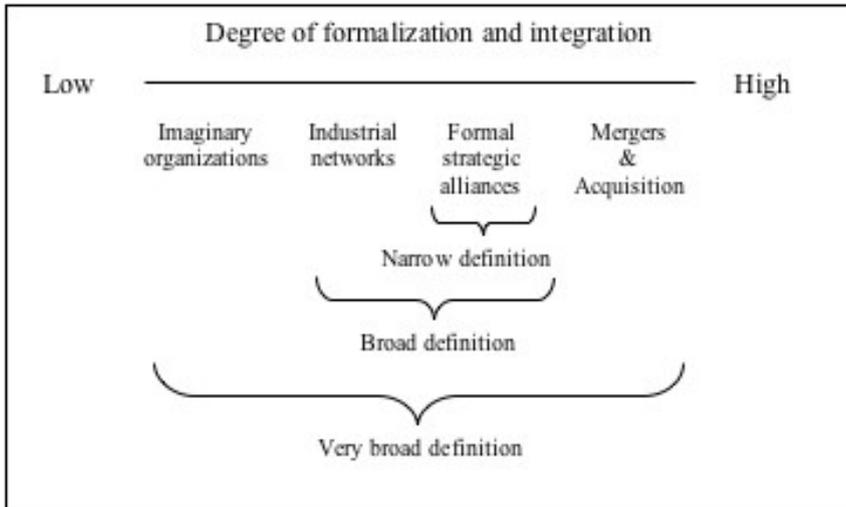 Degree of formalization and integration
Low
High
Imaginary
organizations
Industrial
networks
Formal
strategic
alliances
Mergers
&
Acquisition
Narrow definition
Broad definition
Very broad definition